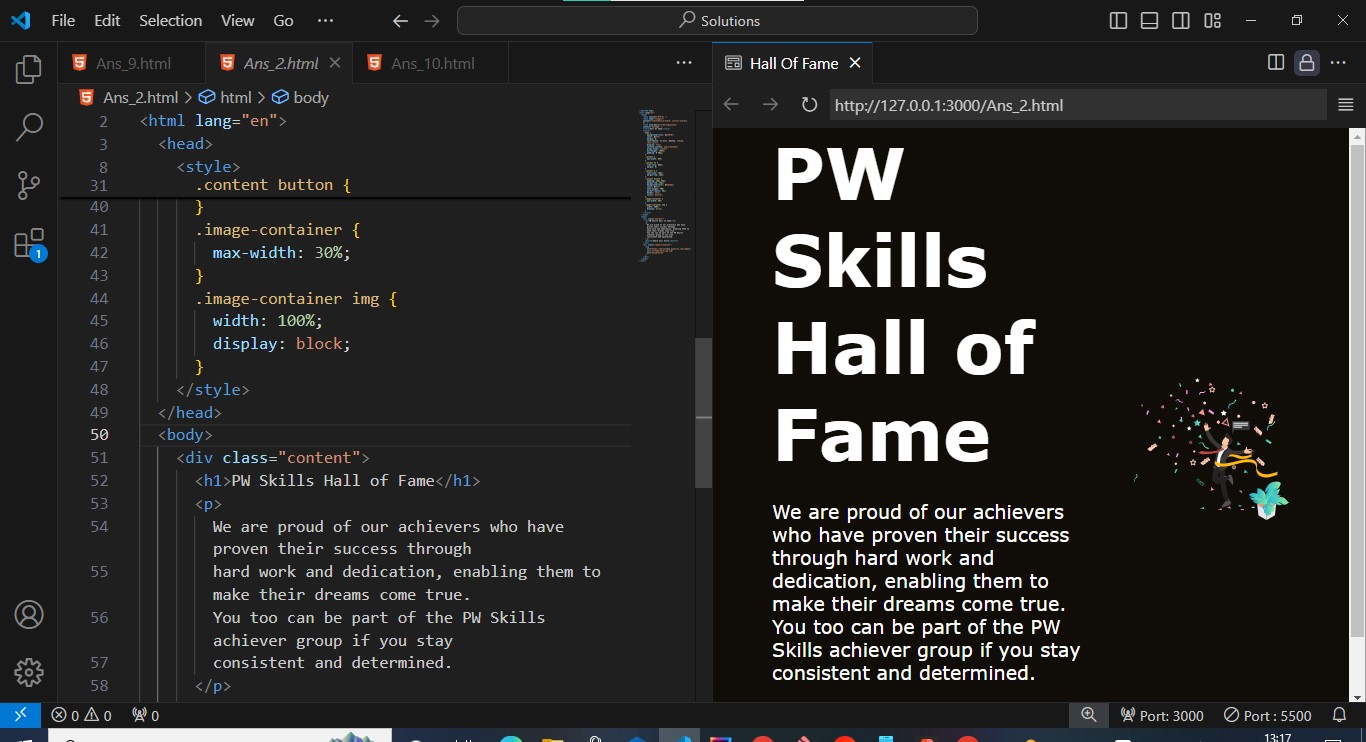 File Edit Selection View Go ··· Solutions
Ans_9.html Ans_2.html Ans_10.html ···
Ans_2.html > html > body
2 <html lang="en">
3 <head>
8 <style>
31 .content button {
40 }
41 .image-container {
42 max-width: 30%;
43 }
44 .image-container img {
45 width: 100%;
46 display: block;
47 }
48 </style>
49 </head>
50 <body>
51 <div class="content">
52 <h1>PW Skills Hall of Fame</h1>
53 <p>
54 We are proud of our achievers who have
proven their success through
55 hard work and dedication, enabling them to
make their dreams come true.
56 You too can be part of the PW Skills
achiever group if you stay
57 consistent and determined.
58 </p>
Hall Of Fame ···
http://127.0.0.1:3000/Ans_2.html
PW
Skills
Hall of
Fame
We are proud of our achievers
who have proven their success
through hard work and
dedication, enabling them to
make their dreams come true.
You too can be part of the PW
Skills achiever group if you stay
consistent and determined.
1
0 0 0 Port: 3000 Port : 5500
13:17